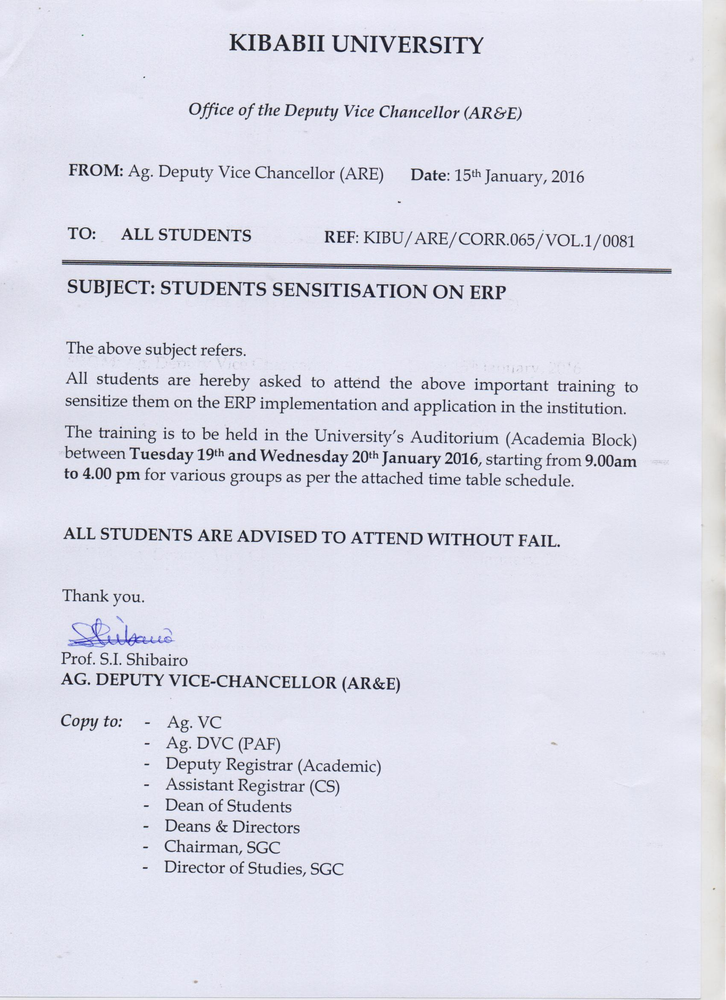 KIBABII UNIVERSITY
Office of the Deputy Vice Chancellor (AR&E)
FROM: Ag. Deputy Vice Chancellor (ARE) Date: 15th January, 2016
TO: ALL STUDENTS REF: KIBU/ARE/CORR.065/VOL.1/0081
SUBJECT: STUDENTS SENSITISATION ON ERP
The above subject refers.
All students are hereby asked to attend the above important training to
sensitize them on the ERP implementation and application in the institution.
The training is to be held in the University's Auditorium (Academia Block)
between Tuesday 19th and Wednesday 20th January 2016, starting from 9.00am
to 4.00 pm for various groups as per the attached time table schedule.
ALL STUDENTS ARE ADVISED TO ATTEND WITHOUT FAIL.
Thank you.
Shibairo
Prof. S.I. Shibairo
AG. DEPUTY VICE-CHANCELLOR (AR&E)
Copy to: - Ag. VC
- Ag. DVC (PAF)
- Deputy Registrar (Academic)
- Assistant Registrar (CS)
- Dean of Students
- Deans & Directors
- Chairman, SGC
- Director of Studies, SGC